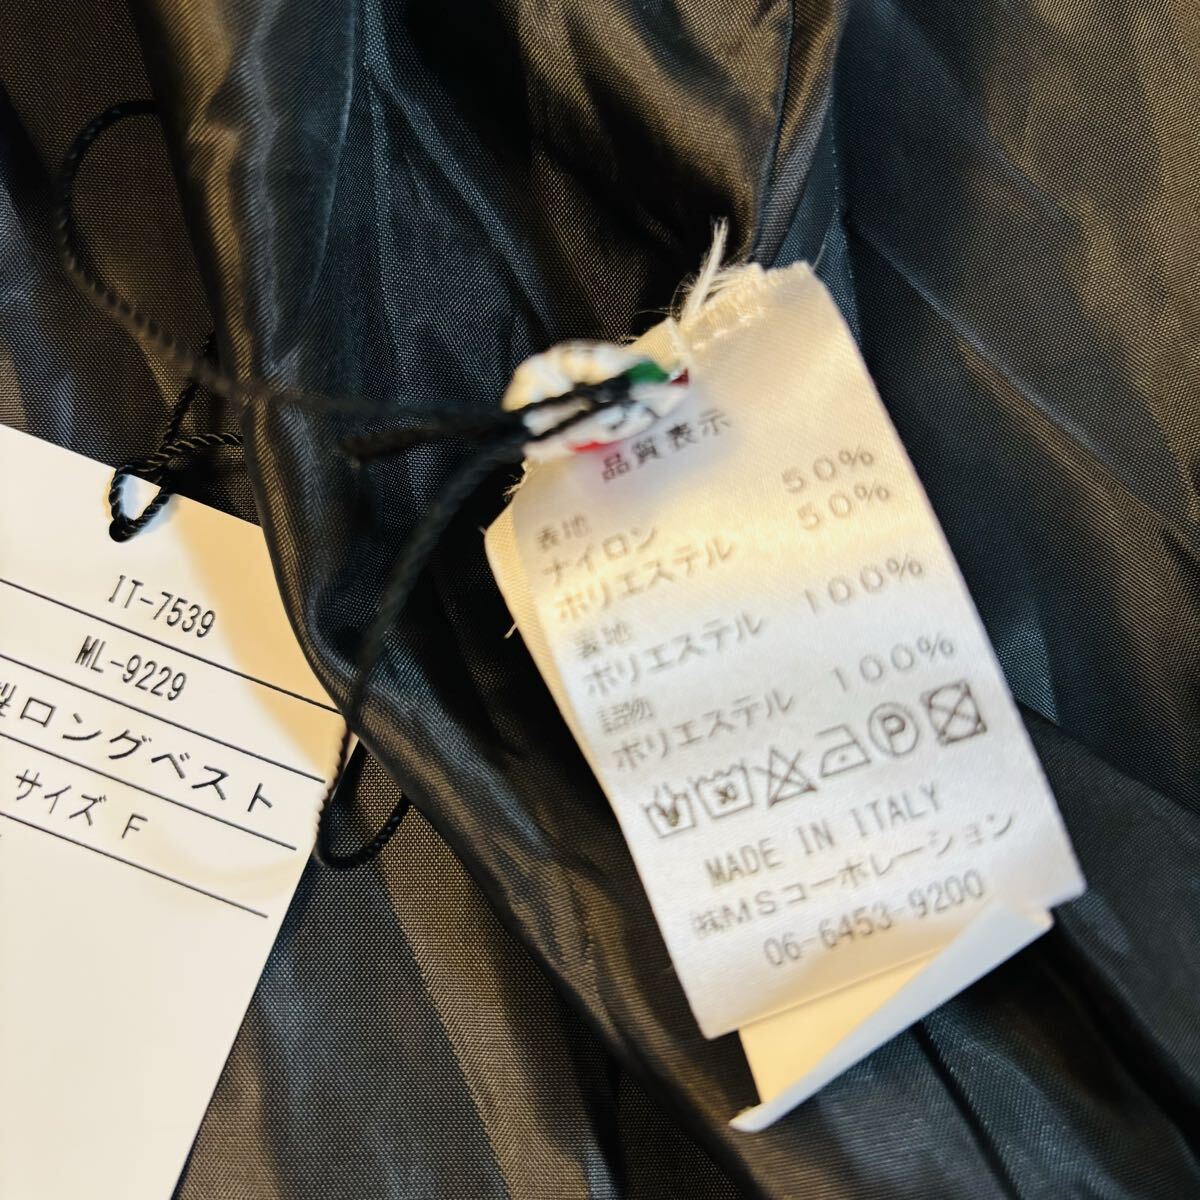 IT-7539
ML-9229
製ロングベスト
サイズ F
品質表示
表地
ナイロン 50%
ポリエステル 50%
裏地
ポリエステル 100%
詰物
ポリエステル 100%
P
MADE IN ITALY
㈱MSコーポレーション
06-6453-9200